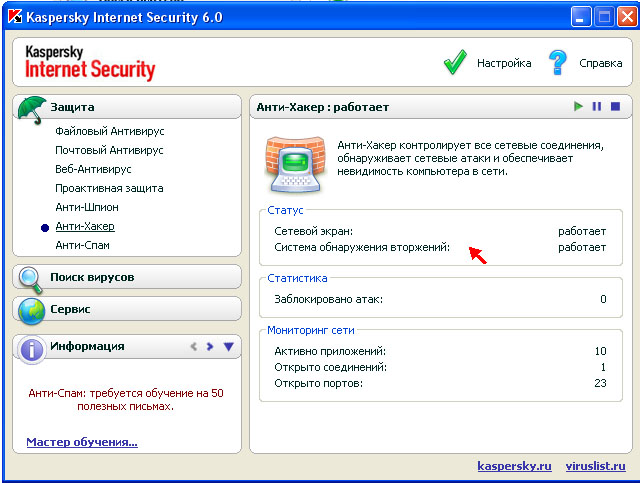 Kaspersky Internet Security 6.0
Kaspersky
Internet Security
Настройка
Справка
Защита
Файловый Антивирус
Почтовый Антивирус
Веб-Антивирус
Проактивная защита
Анти-Шпион
Анти-Хакер
Анти-Спам
Поиск вирусов
Сервис
Информация
Анти-Спам: требуется обучение на 50
полезных письмах.
Мастер обучения...
Анти-Хакер : работает
Анти-Хакер контролирует все сетевые соединения,
обнаруживает сетевые атаки и обеспечивает
невидимость компьютера в сети.
Статус
Сетевой экран: работает
Система обнаружения вторжений: работает
Статистика
Заблокировано атак: 0
Мониторинг сети
Активно приложений: 10
Открыто соединений: 1
Открыто портов: 23
kaspersky.ru viruslist.ru